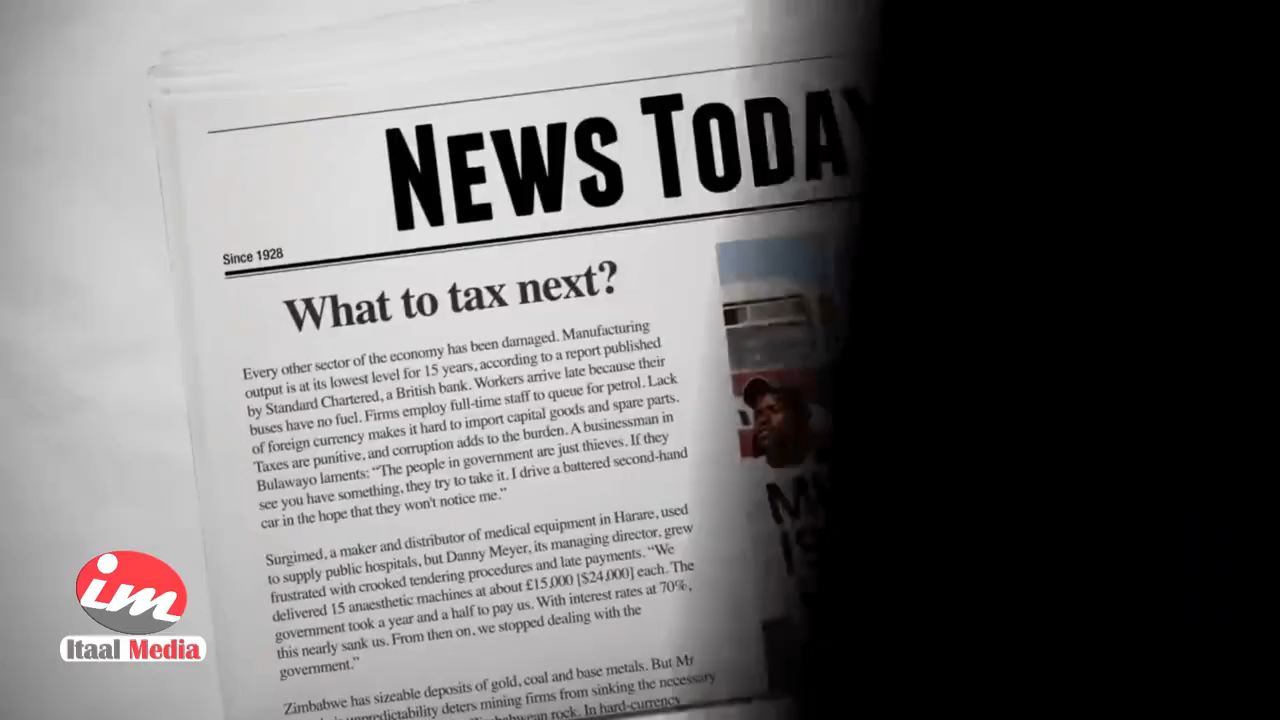 NEWS TODAY
Since 1928
What to tax next?
Every other sector of the economy has been damaged. Manufacturing
output is at its lowest level for 15 years, according to a report published
by Standard Chartered, a British bank. Workers arrive late because their
buses have no fuel. Firms employ full-time staff to queue for petrol. Lack
of foreign currency makes it hard to import capital goods and spare parts.
Taxes are punitive, and corruption adds to the burden. A businessman in
Bulawayo laments: “The people in government are just thieves. If they
see you have something, they try to take it. I drive a battered second-hand
car in the hope that they won't notice me.”
Surgimed, a maker and distributor of medical equipment in Harare, used
to supply public hospitals, but Danny Meyer, its managing director, grew
frustrated with crooked tendering procedures and late payments. “We
delivered 15 anaesthetic machines at about £15,000 [$24,000] each. The
government took a year and a half to pay us. With interest rates at 70%,
this nearly sank us. From then on, we stopped dealing with the
government.”
Zimbabwe has sizeable deposits of gold, coal and base metals. But Mr
unpredictability deters mining firms from sinking the necessary
rock. In hard-currency
im
Itaal Media